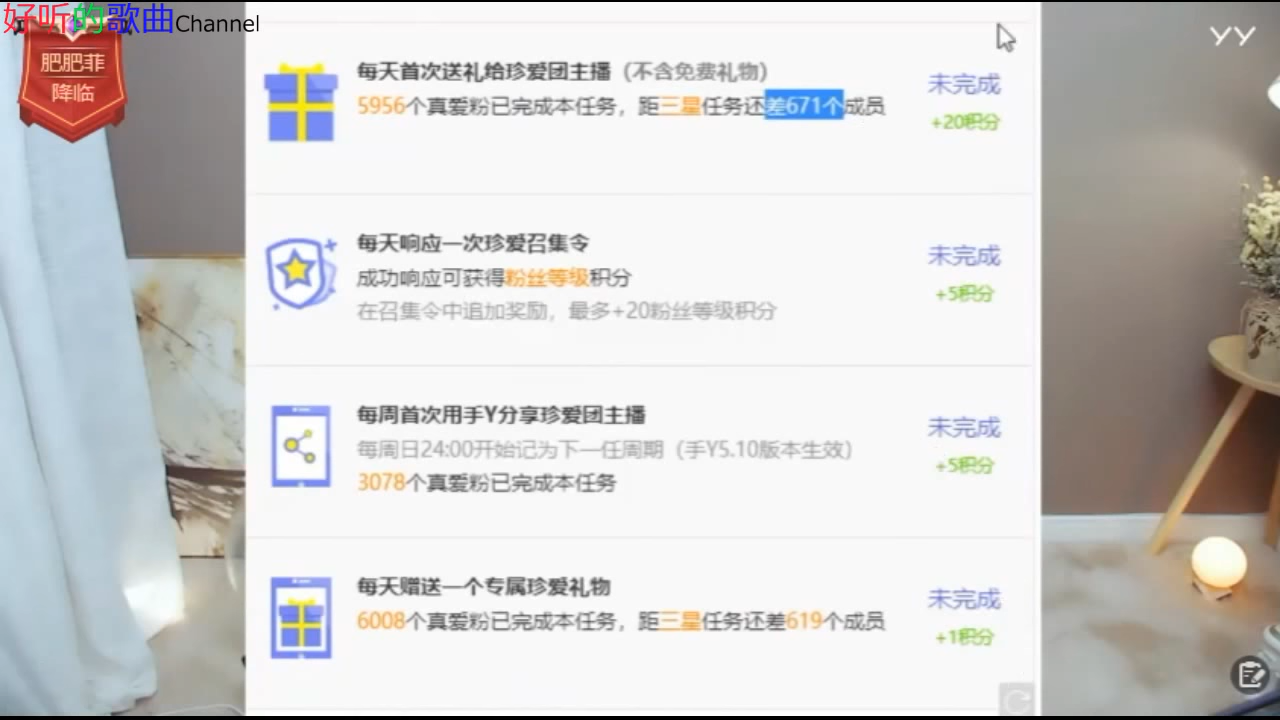 好听的歌曲Channel
肥肥菲
降临
YY
每天首次送礼给珍爱团主播（不含免费礼物）
5956个真爱粉已完成本任务，距三星任务还差671个成员
未完成
+20积分
每天响应一次珍爱召集令
成功响应可获得粉丝等级积分
在召集令中追加奖励，最多+20粉丝等级积分
未完成
+5积分
每周首次用手Y分享珍爱团主播
每周日24:00开始记为下一任周期（手Y5.10版本生效）
3078个真爱粉已完成本任务
未完成
+5积分
每天赠送一个专属珍爱礼物
6008个真爱粉已完成本任务，距三星任务还差619个成员
未完成
+1积分